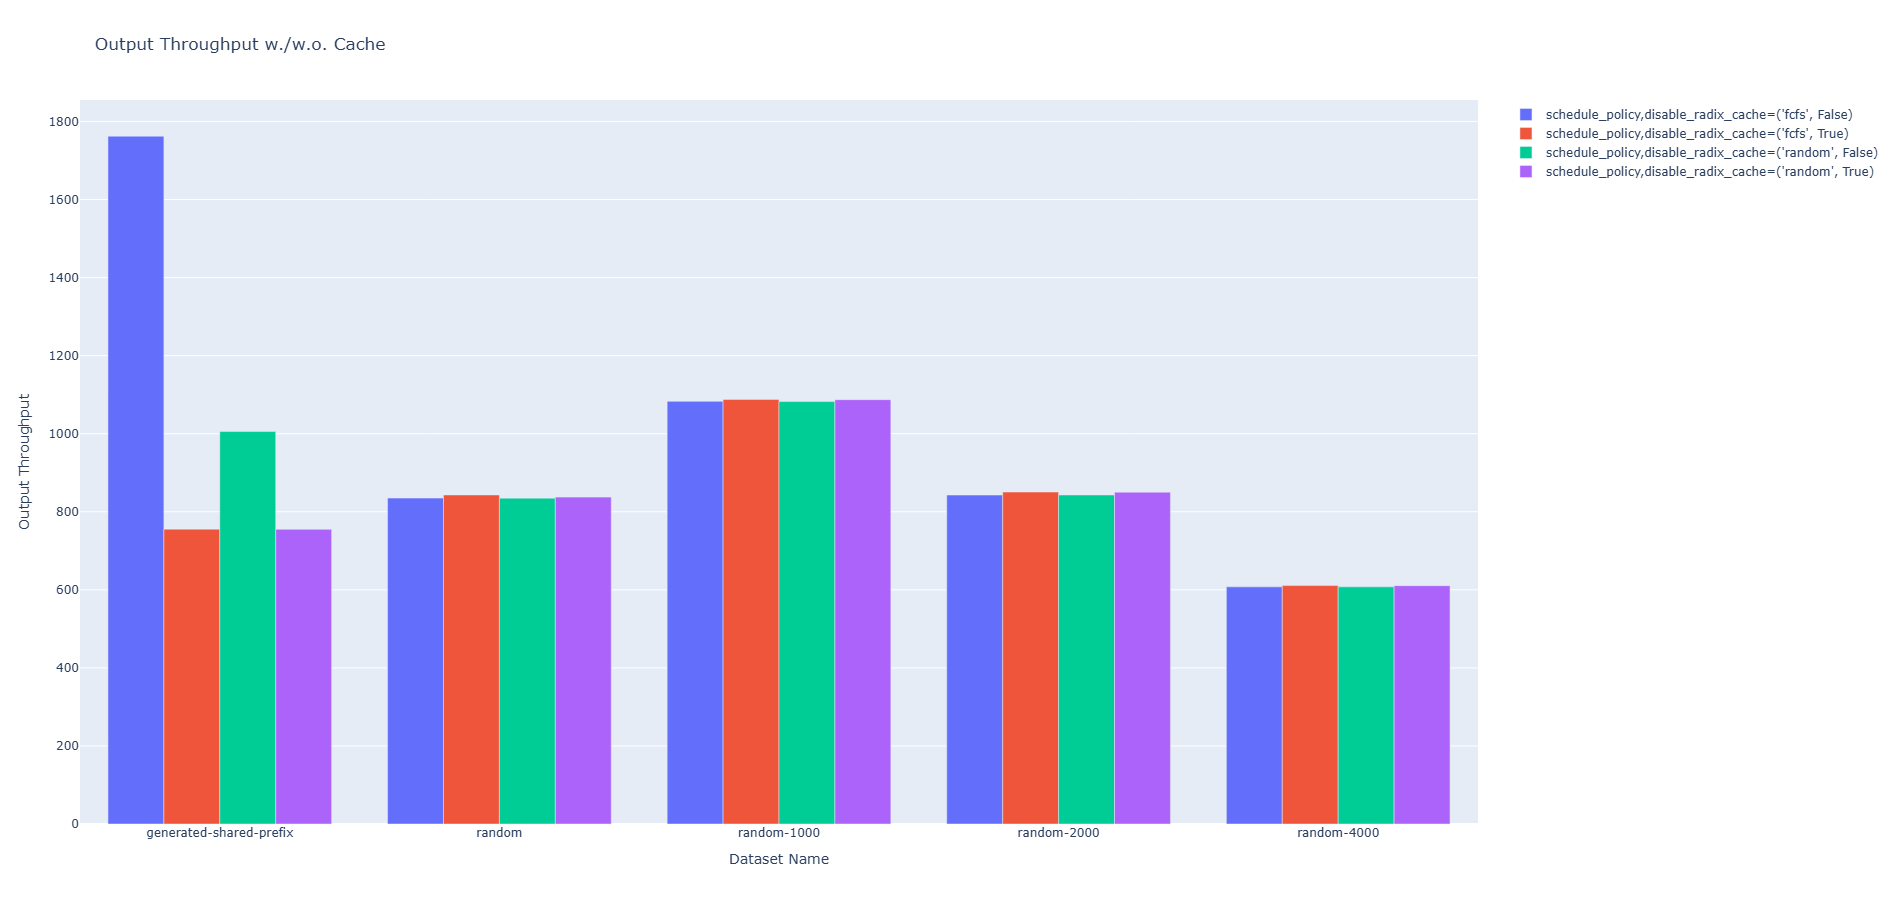 Output Throughput w./w.o. Cache
schedule_policy,disable_radix_cache=('fcfs', False)
schedule_policy,disable_radix_cache=('fcfs', True)
schedule_policy,disable_radix_cache=('random', False)
schedule_policy,disable_radix_cache=('random', True)
Output Throughput
1800
1600
1400
1200
1000
800
600
400
200
0
generated-shared-prefix
random
random-1000
random-2000
random-4000
Dataset Name